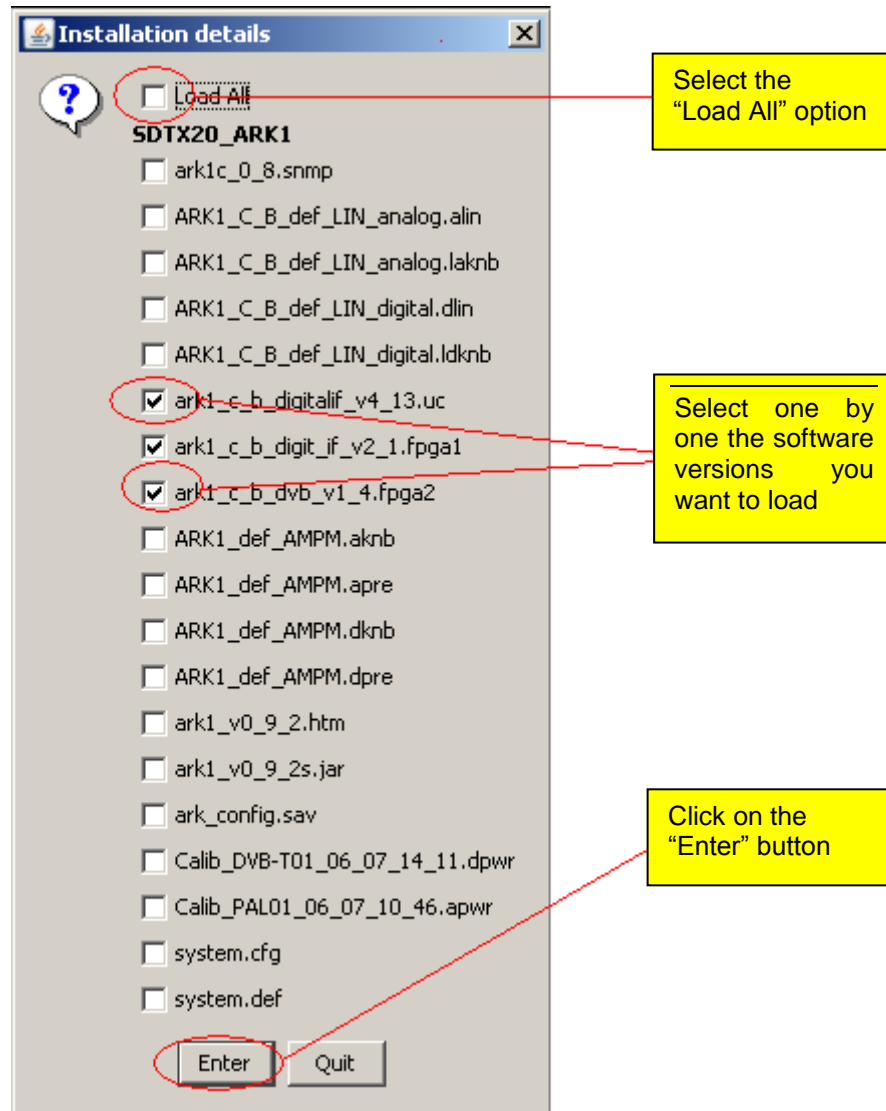 Installation details
Load All
SDTX20_ARK1
ark1c_0_8.snmp
ARK1_C_B_def_LIN_analog.alin
ARK1_C_B_def_LIN_analog.laknb
ARK1_C_B_def_LIN_digital.dlin
ARK1_C_B_def_LIN_digital.ldknb
ark1_c_b_digitalif_v4_13.uc
ark1_c_b_digit_if_v2_1.fpga1
ark1_c_b_dvb_v1_4.fpga2
ARK1_def_AMPM.aknb
ARK1_def_AMPM.apre
ARK1_def_AMPM.dknb
ARK1_def_AMPM.dpre
ark1_v0_9_2.htm
ark1_v0_9_2s.jar
ark_config.sav
Calib_DVB-T01_06_07_14_11.dpwr
Calib_PAL01_06_07_10_46.apwr
system.cfg
system.def
Enter Quit
Select the
“Load All” option
Select one by
one the software
versions you
want to load
Click on the
“Enter” button